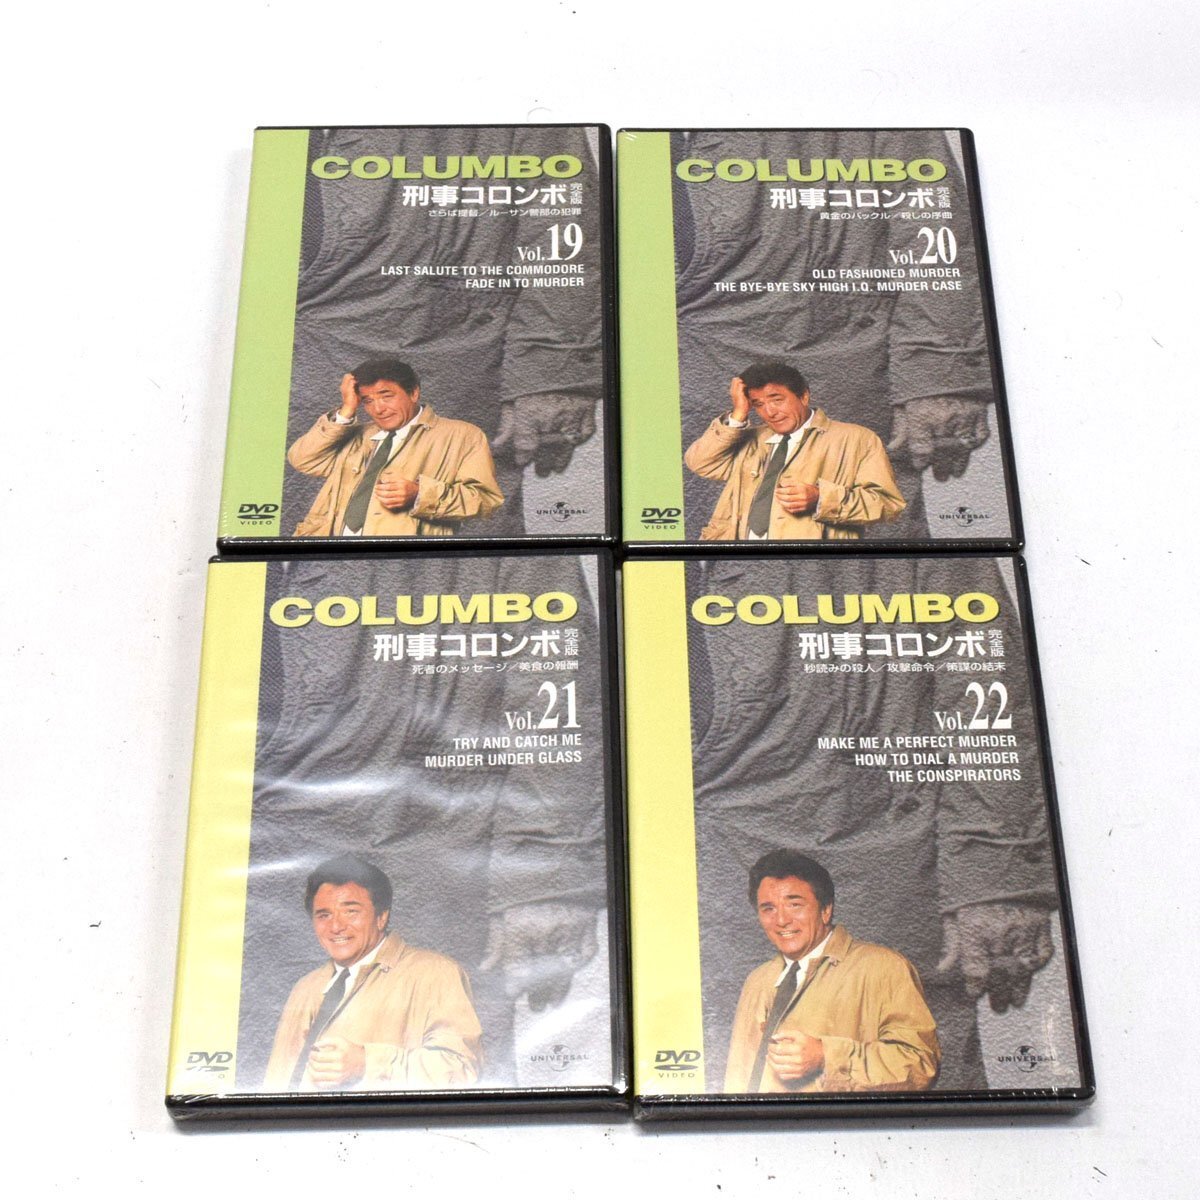 COLUMBO
刑事コロンボ 完全版
さらば提督/ルーサン警部の犯罪
Vol.19
LAST SALUTE TO THE COMMODORE
FADE IN TO MURDER
DVD
VIDEO
UNIVERSAL
COLUMBO
刑事コロンボ 完全版
黄金のバックル/殺しの序曲
Vol.20
OLD FASHIONED MURDER
THE BYE-BYE SKY HIGH I.Q. MURDER CASE
DVD
VIDEO
UNIVERSAL
COLUMBO
刑事コロンボ 完全版
死者のメッセージ/美食の報酬
Vol.21
TRY AND CATCH ME
MURDER UNDER GLASS
DVD
UNIVERSAL
COLUMBO
刑事コロンボ 完全版
秒読みの殺人/攻撃命令/策謀の結末
Vol.22
MAKE ME A PERFECT MURDER
HOW TO DIAL A MURDER
THE CONSPIRATORS
DVD
VIDEO
UNIVERSAL